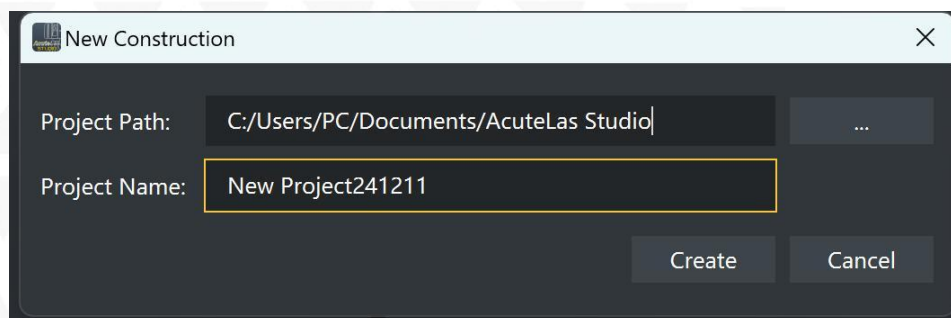 New Construction
Project Path: C:/Users/PC/Documents/AcuteLas Studio ...
Project Name: New Project241211
Create Cancel